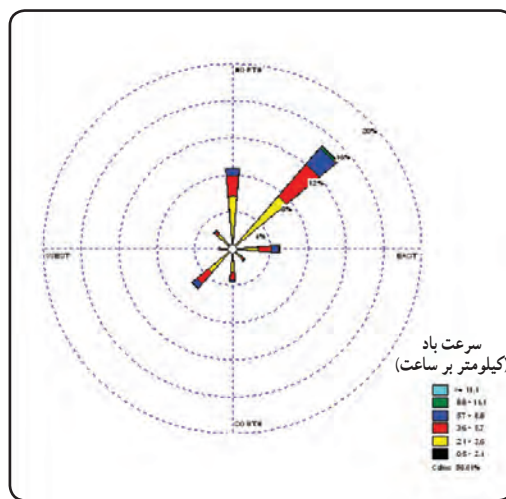 NORTH
20%
16%
12%
8%
4%
WEST
EAST
سرعت باد
(کیلومتر بر ساعت)
SOUTH
>= 11.1
8.8 - 11.1
5.7 - 8.8
3.6 - 5.7
2.1 - 3.6
0.5 - 2.1